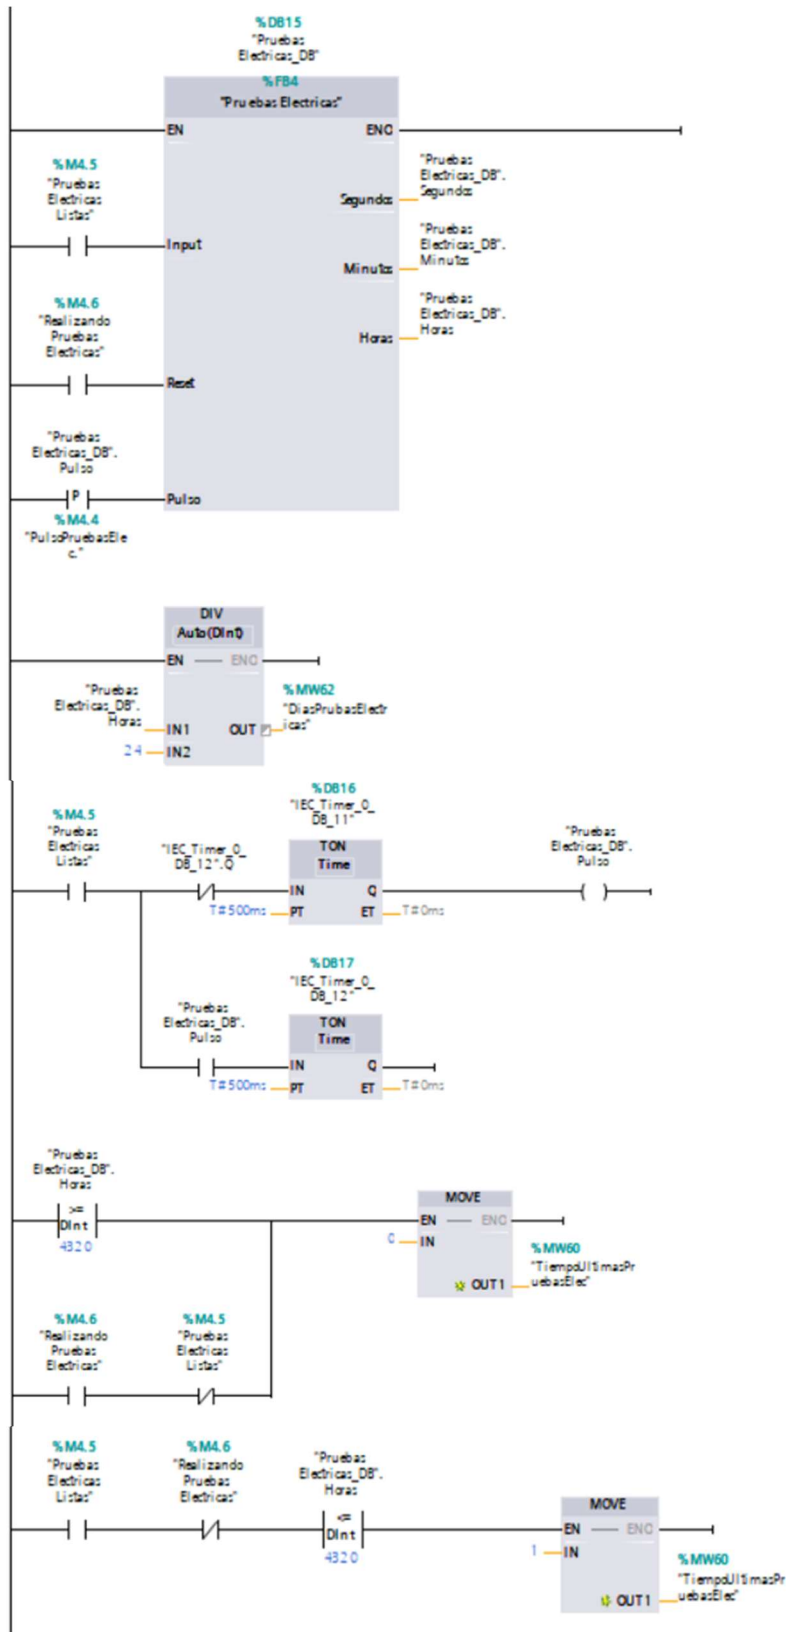 %DB15
"Pruebas
Electricas_DB"
%FB4
"Pruebas Electricas"
EN ENO
%M4.5
"Pruebas
Electricas
Listas"
Input
Segundos
"Pruebas
Electricas_DB".
Segundos
Minutos
"Pruebas
Electricas_DB".
Minutos
%M4.6
"Realizando
Pruebas
Electricas"
Reset
Horas
"Pruebas
Electricas_DB".
Horas
"Pruebas
Electricas_DB".
Pulso
P
Pulso
%M4.4
"PulsoPruebasEle
c."
DIV
Auto(DInt)
EN ENO
"Pruebas
Electricas_DB".
Horas
IN1
24
IN2
OUT
%MW62
"DiasPrubasElectr
icas"
%M4.5
"Pruebas
Electricas
Listas"
"IEC_Timer_0_
DB_12".Q
%DB16
"IEC_Timer_0_
DB_11"
TON
Time
IN Q
T#500ms
PT ET
T#0ms
"Pruebas
Electricas_DB".
Pulso
"Pruebas
Electricas_DB".
Pulso
%DB17
"IEC_Timer_0_
DB_12"
TON
Time
IN Q
T#500ms
PT ET
T#0ms
"Pruebas
Electricas_DB".
Horas
>=
DInt
4320
MOVE
EN ENO
0
IN
OUT1
%MW60
"TiempoUltimasPr
uebasElec"
%M4.6
"Realizando
Pruebas
Electricas"
%M4.5
"Pruebas
Electricas
Listas"
%M4.5
"Pruebas
Electricas
Listas"
%M4.6
"Realizando
Pruebas
Electricas"
"Pruebas
Electricas_DB".
Horas
<=
DInt
4320
MOVE
EN ENO
1
IN
OUT1
%MW60
"TiempoUltimasPr
uebasElec"